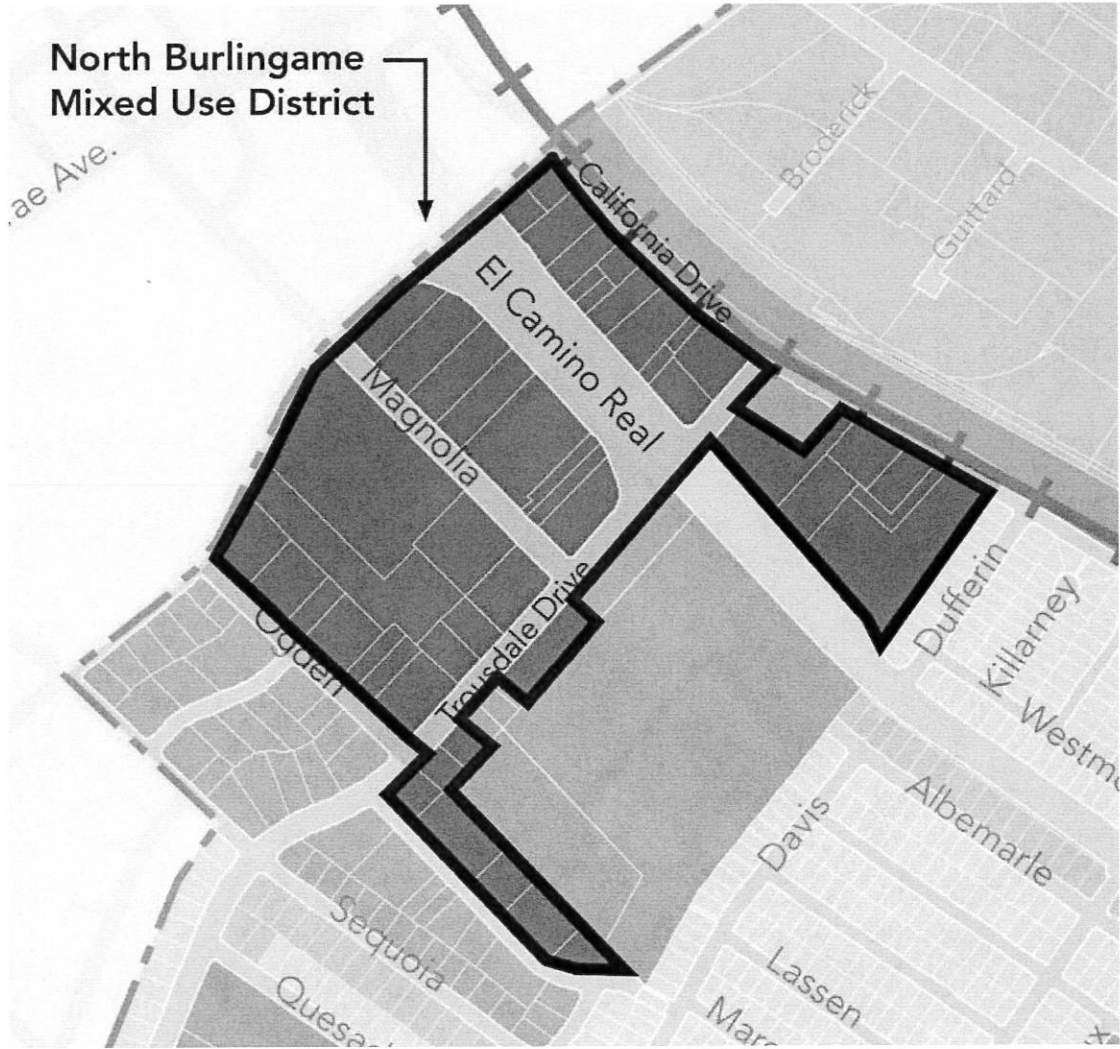 North Burlingame
Mixed Use District
ae Ave.
Broderick
Guittard
California Drive
El Camino Real
Magnolia
Trousdale Drive
Ogden
Dufferin
Killarney
Westm
Albemarle
Davis
Sequoia
Lassen
Quesa
Marc